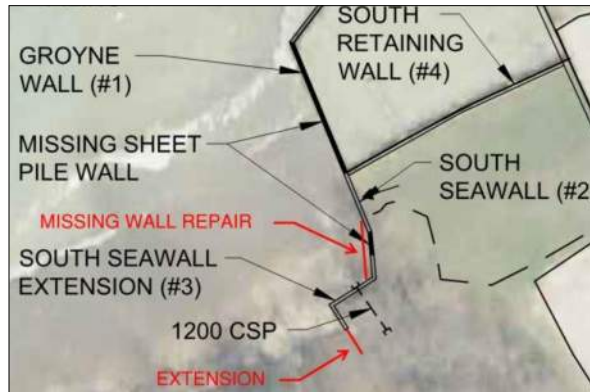 GROYNE
WALL (#1)
SOUTH
RETAINING
WALL (#4)
MISSING SHEET
PILE WALL
SOUTH
SEAWALL (#2
MISSING WALL REPAIR
SOUTH SEAWALL
EXTENSION (#3)
1200 CSP
EXTENSION